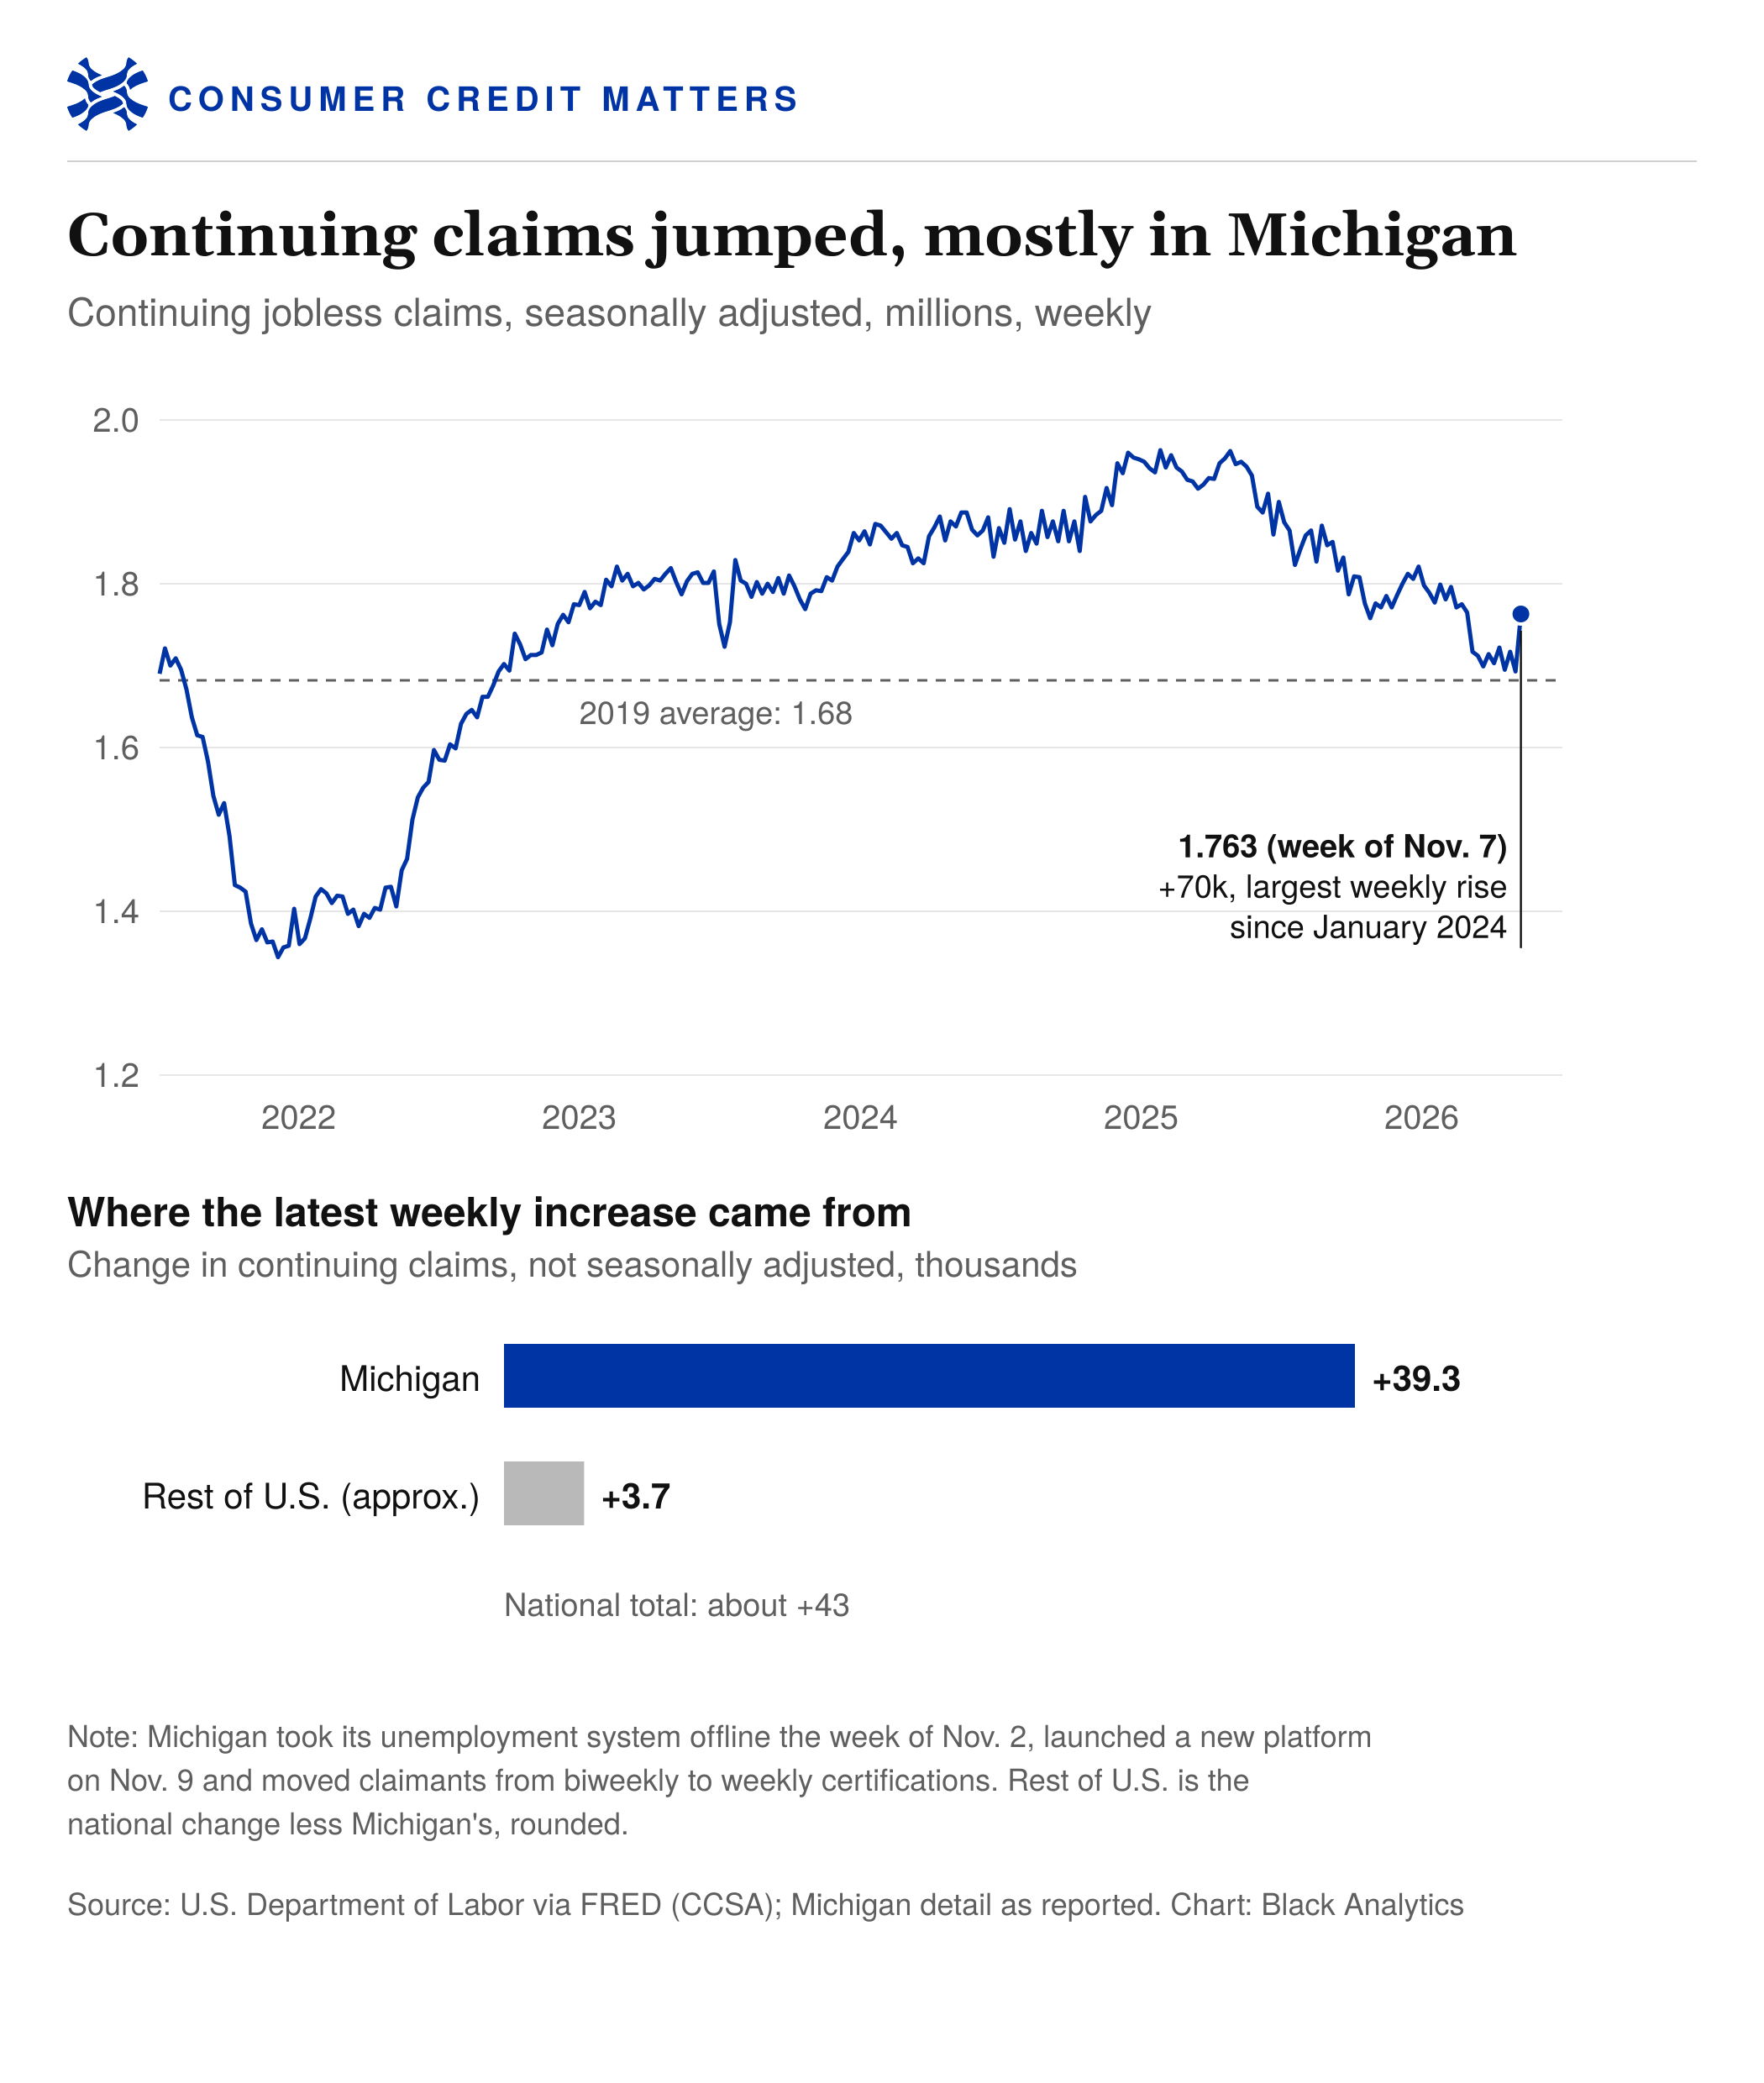 CONSUMER CREDIT MATTERS
Continuing claims jumped, mostly in Michigan
Continuing jobless claims, seasonally adjusted, millions, weekly
2.0
1.8
2019 average: 1.68
1.6
1.763 (week of Nov. 7)
+70k, largest weekly rise
1.4
since January 2024
1.2
2022 2023 2024 2025 2026
Where the latest weekly increase came from
Change in continuing claims, not seasonally adjusted, thousands
Michigan +39.3
Rest of U.S. (approx.) +3.7
National total: about +43
Note: Michigan took its unemployment system offline the week of Nov. 2, launched a new platform
on Nov. 9 and moved claimants from biweekly to weekly certifications. Rest of U.S. is the
national change less Michigan's, rounded.
Source: U.S. Department of Labor via FRED (CCSA); Michigan detail as reported. Chart: Black Analytics